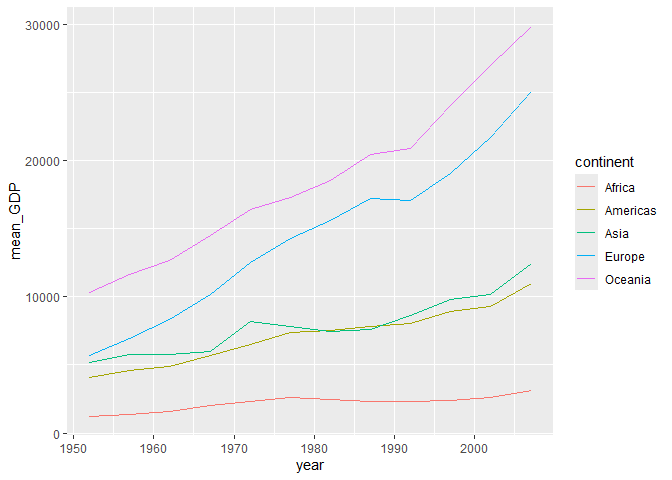 30000
20000
10000
0
mean_GDP
1950
1960
1970
1980
1990
2000
year
continent
Africa
Americas
Asia
Europe
Oceania